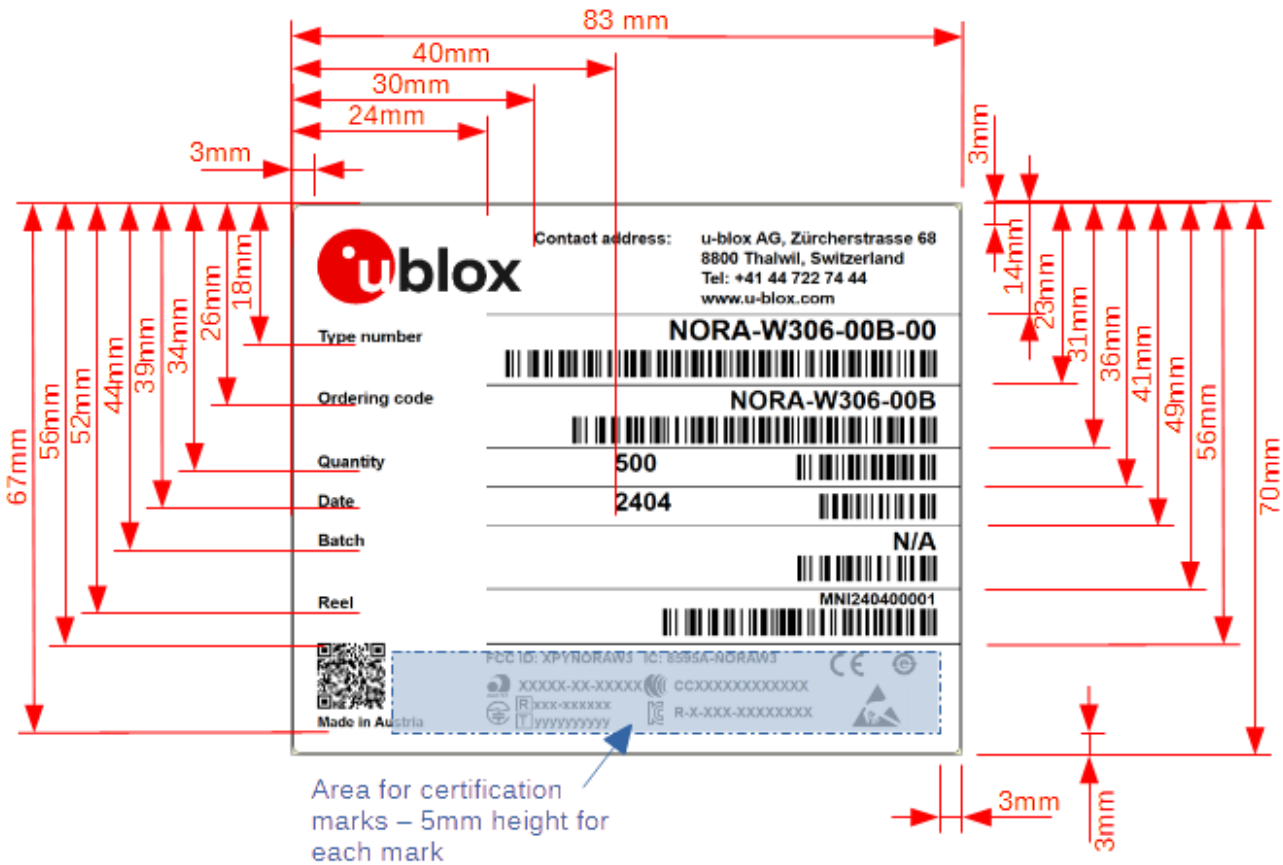 83 mm
40mm
30mm
24mm
3mm
3mm
67mm
56mm
52mm
44mm
39mm
34mm
26mm
18mm
14mm
23mm
31mm
36mm
41mm
49mm
56mm
70mm
ublox
Contact address:
u-blox AG, Zürcherstrasse 68
8800 Thalwil, Switzerland
Tel: +41 44 722 74 44
www.u-blox.com
Type number
NORA-W306-00B-00
Ordering code
NORA-W306-00B
Quantity
500
Date
2404
Batch
N/A
Reel
MNI240400001
FCC ID: XPYNORAW3 IC: 8595A-NORAW3
CE
XXXXX-XX-XXXXX
CCXXXXXXXXXXXX
R xxx-xxxxxx
T yyyyyyyyyy
R-X-XXX-XXXXXXXX
Made in Austria
3mm
3mm
Area for certification
marks – 5mm height for
each mark